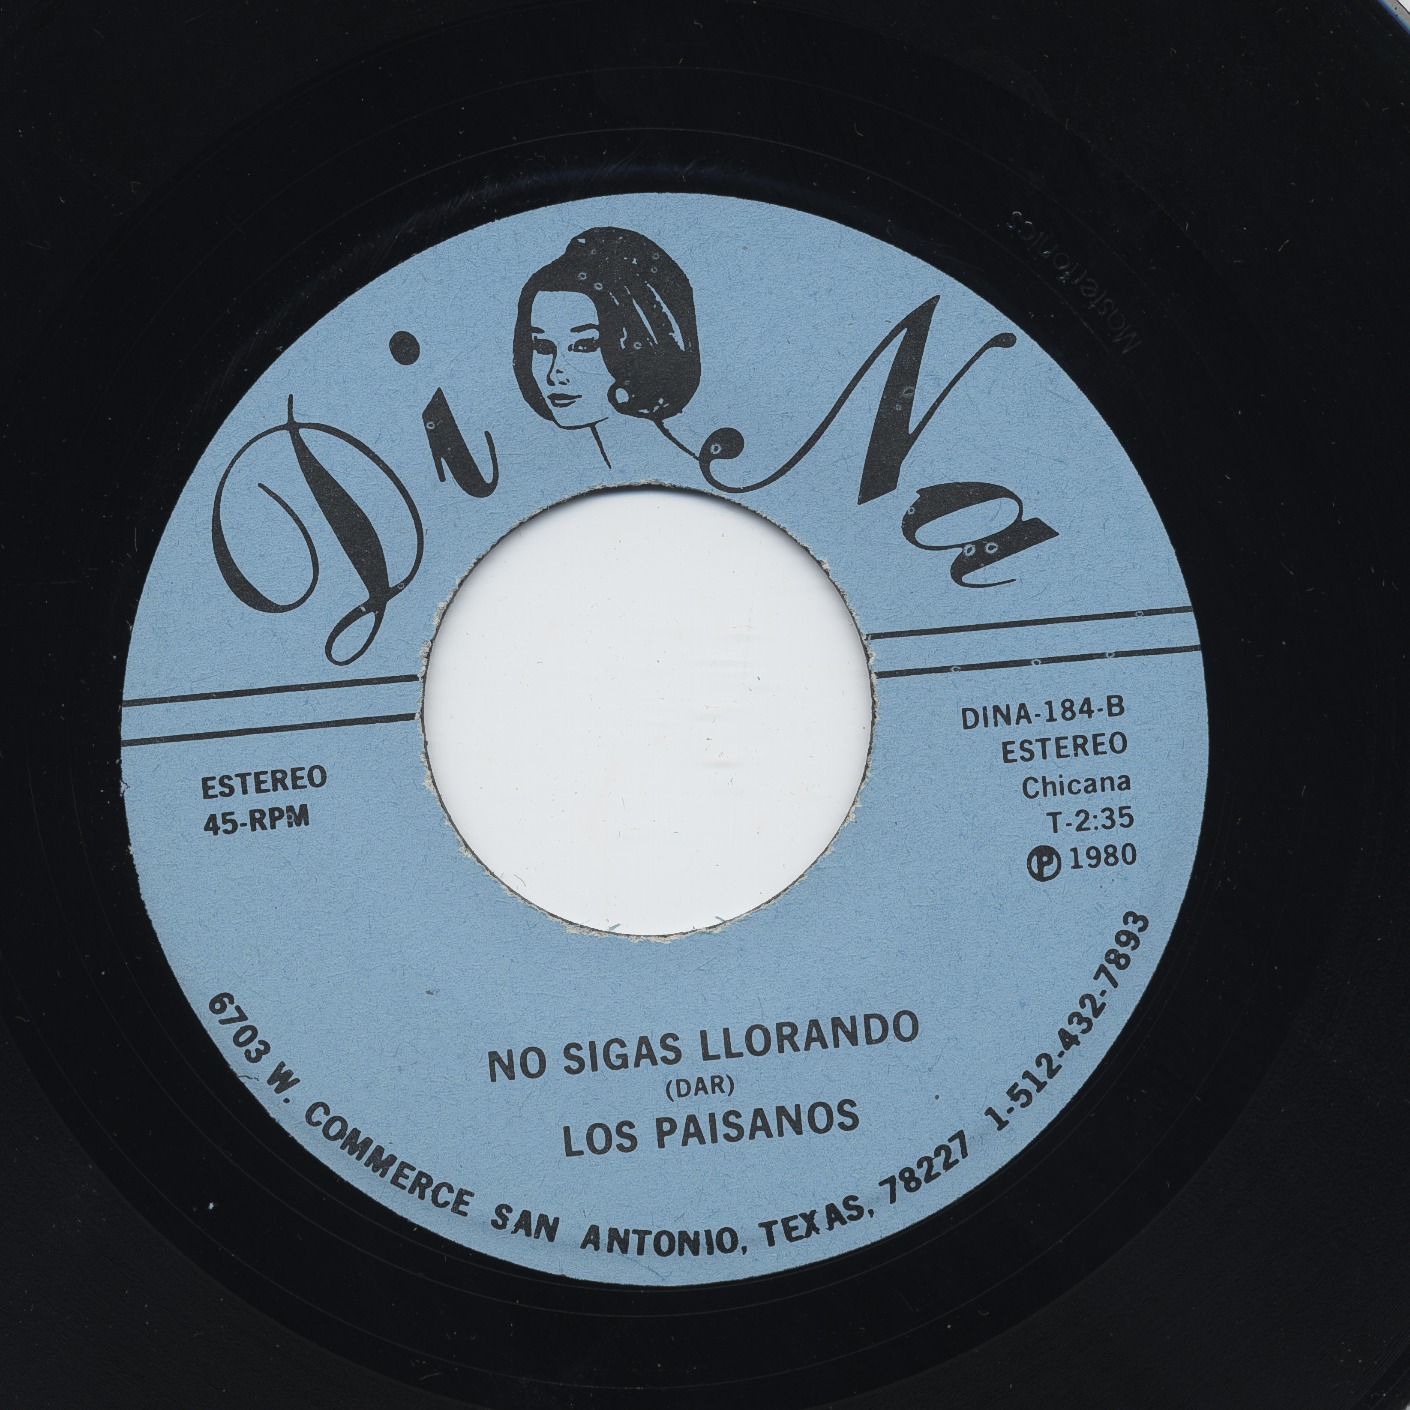 Di Na
ESTEREO
45-RPM
DINA-184-B
ESTEREO
Chicana
T-2:35
℗ 1980
NO SIGAS LLORANDO
(DAR)
LOS PAISANOS
6703 W. COMMERCE SAN ANTONIO, TEXAS, 78227 1-512-432-7893
Mastertonics